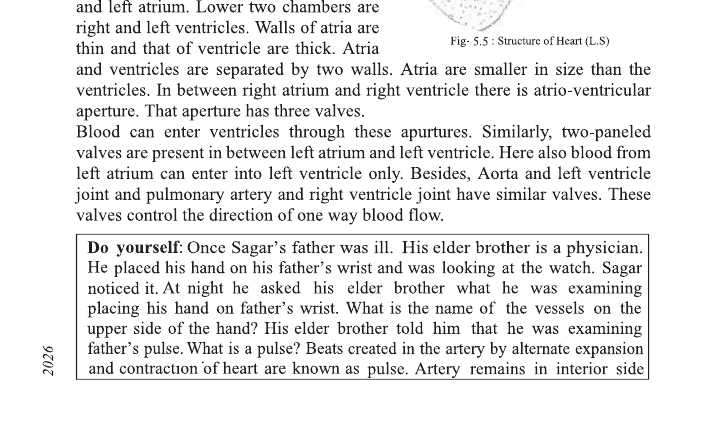 and left atrium. Lower two chambers are
right and left ventricles. Walls of atria are
thin and that of ventricle are thick. Atria
Fig- 5.5 : Structure of Heart (L.S)
and ventricles are separated by two walls. Atria are smaller in size than the
ventricles. In between right atrium and right ventricle there is atrio-ventricular
aperture. That aperture has three valves.
Blood can enter ventricles through these apurtures. Similarly, two-paneled
valves are present in between left atrium and left ventricle. Here also blood from
left atrium can enter into left ventricle only. Besides, Aorta and left ventricle
joint and pulmonary artery and right ventricle joint have similar valves. These
valves control the direction of one way blood flow.
Do yourself: Once Sagar's father was ill. His elder brother is a physician.
He placed his hand on his father's wrist and was looking at the watch. Sagar
noticed it. At night he asked his elder brother what he was examining
placing his hand on father's wrist. What is the name of the vessels on the
upper side of the hand? His elder brother told him that he was examining
father's pulse. What is a pulse? Beats created in the artery by alternate expansion
and contraction of heart are known as pulse. Artery remains in interior side
2026